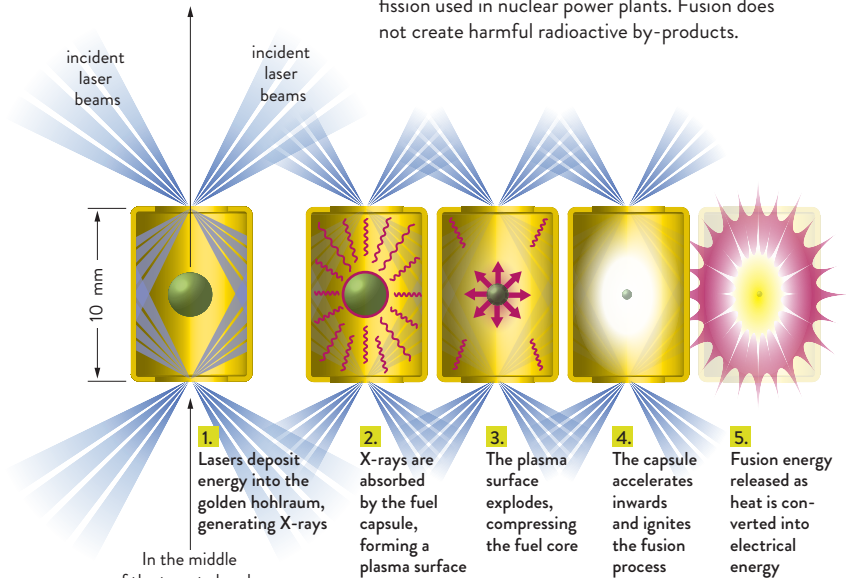 fission used in nuclear power plants. Fusion does
not create harmful radioactive by-products.
incident
laser
beams
incident
laser
beams
10 mm
1.
Lasers deposit
energy into the
golden hohlraum,
generating X-rays
2.
X-rays are
absorbed
by the fuel
capsule,
forming a
plasma surface
3.
The plasma
surface
explodes,
compressing
the fuel core
4.
The capsule
accelerates
inwards
and ignites
the fusion
process
5.
Fusion energy
released as
heat is con-
verted into
electrical
energy
In the middle